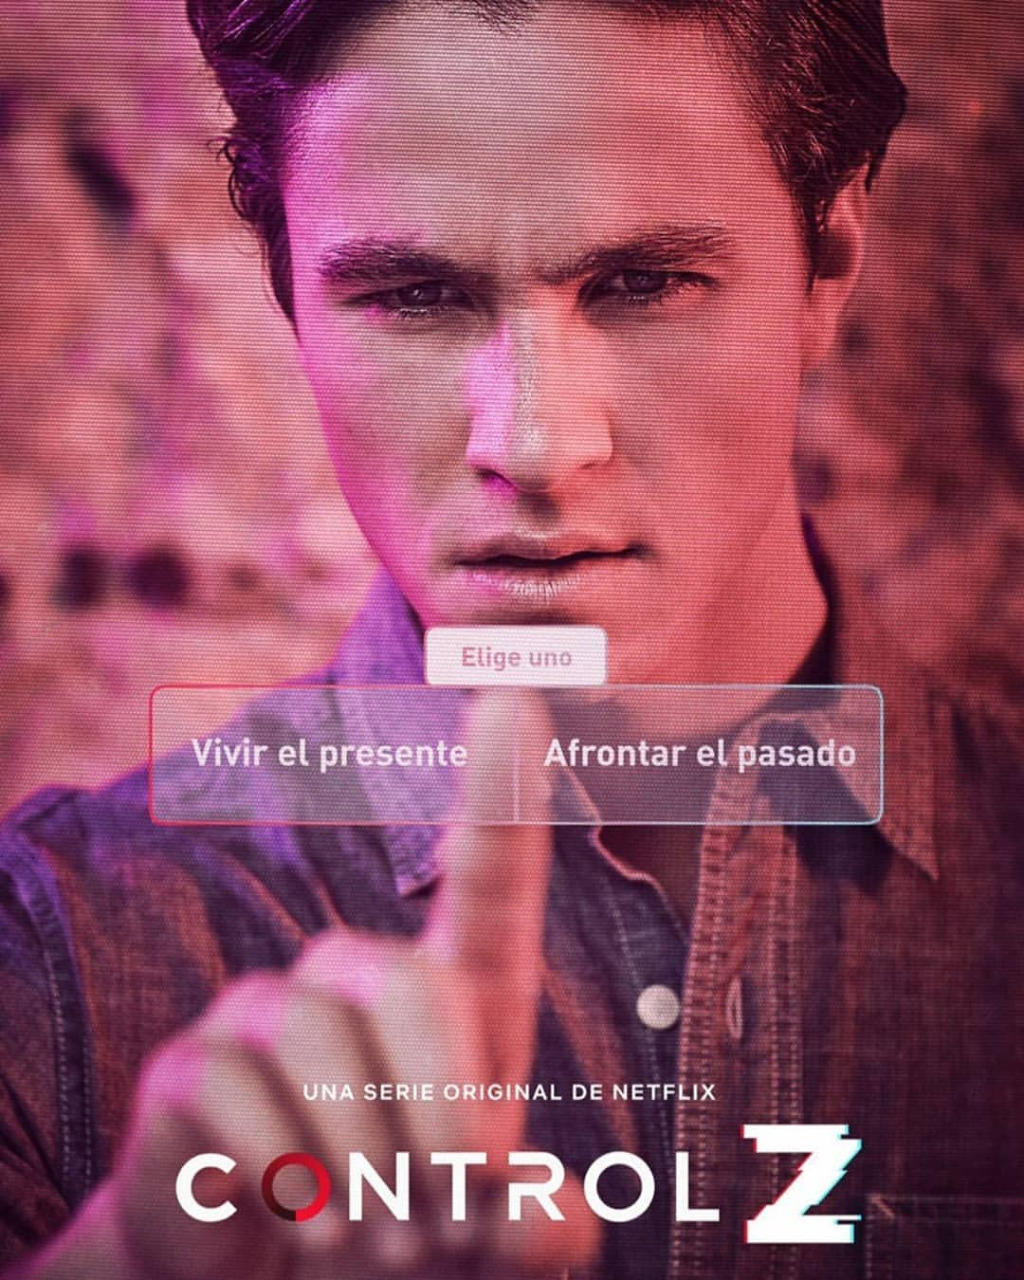 Elige uno
Vivir el presente
Afrontar el pasado
UNA SERIE ORIGINAL DE NETFLIX
CONTROL Z